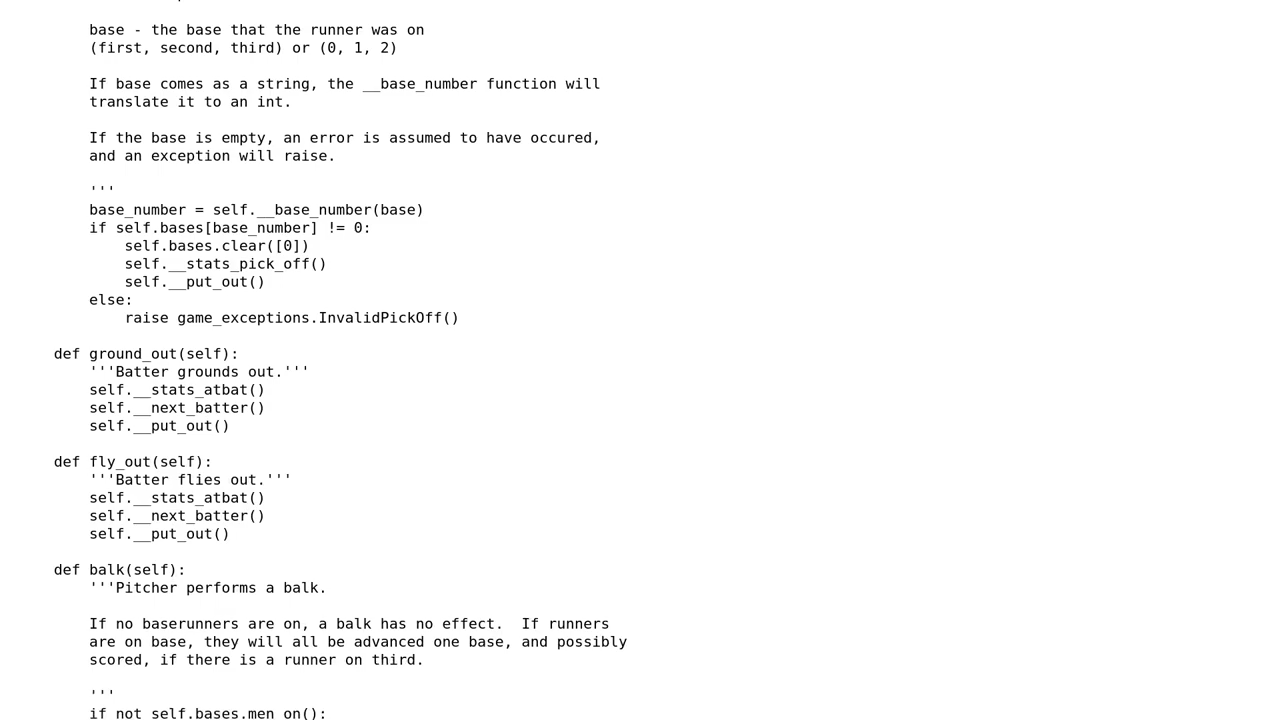 base - the base that the runner was on
(first, second, third) or (0, 1, 2)

If base comes as a string, the __base_number function will
translate it to an int.

If the base is empty, an error is assumed to have occured,
and an exception will raise.

'''
base_number = self.__base_number(base)
if self.bases[base_number] != 0:
    self.bases.clear([0])
    self.__stats_pick_off()
    self.__put_out()
else:
    raise game_exceptions.InvalidPickOff()

def ground_out(self):
    '''Batter grounds out.'''
    self.__stats_atbat()
    self.__next_batter()
    self.__put_out()

def fly_out(self):
    '''Batter flies out.'''
    self.__stats_atbat()
    self.__next_batter()
    self.__put_out()

def balk(self):
    '''Pitcher performs a balk.

    If no baserunners are on, a balk has no effect.  If runners
    are on base, they will all be advanced one base, and possibly
    scored, if there is a runner on third.

    '''
    if not self.bases.men_on():